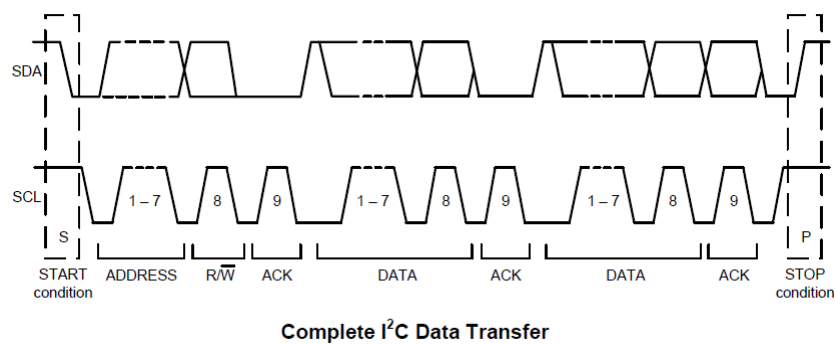 SDA
SCL
1 – 7 8 9 1 – 7 8 9 1 – 7 8 9
S P
START condition ADDRESS R/W̅ ACK DATA ACK DATA ACK STOP condition
Complete I²C Data Transfer